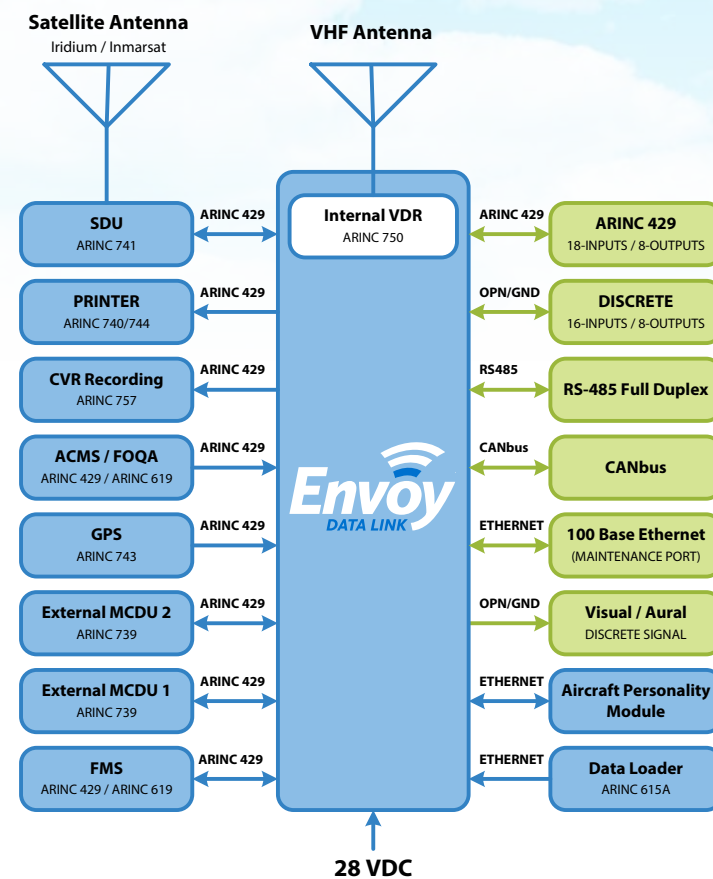 Satellite Antenna
Iridium / Inmarsat
VHF Antenna
SDU
ARINC 741
ARINC 429
PRINTER
ARINC 740/744
ARINC 429
CVR Recording
ARINC 757
ARINC 429
ACMS / FOQA
ARINC 429 / ARINC 619
ARINC 429
GPS
ARINC 743
ARINC 429
External MCDU 2
ARINC 739
ARINC 429
External MCDU 1
ARINC 739
ARINC 429
FMS
ARINC 429 / ARINC 619
ARINC 429
Internal VDR
ARINC 750
Envoy
DATA LINK
28 VDC
ARINC 429
ARINC 429
18-INPUTS / 8-OUTPUTS
OPN/GND
DISCRETE
16-INPUTS / 8-OUTPUTS
RS485
RS-485 Full Duplex
CANbus
CANbus
ETHERNET
100 Base Ethernet
(MAINTENANCE PORT)
OPN/GND
Visual / Aural
DISCRETE SIGNAL
ETHERNET
Aircraft Personality
Module
ETHERNET
Data Loader
ARINC 615A